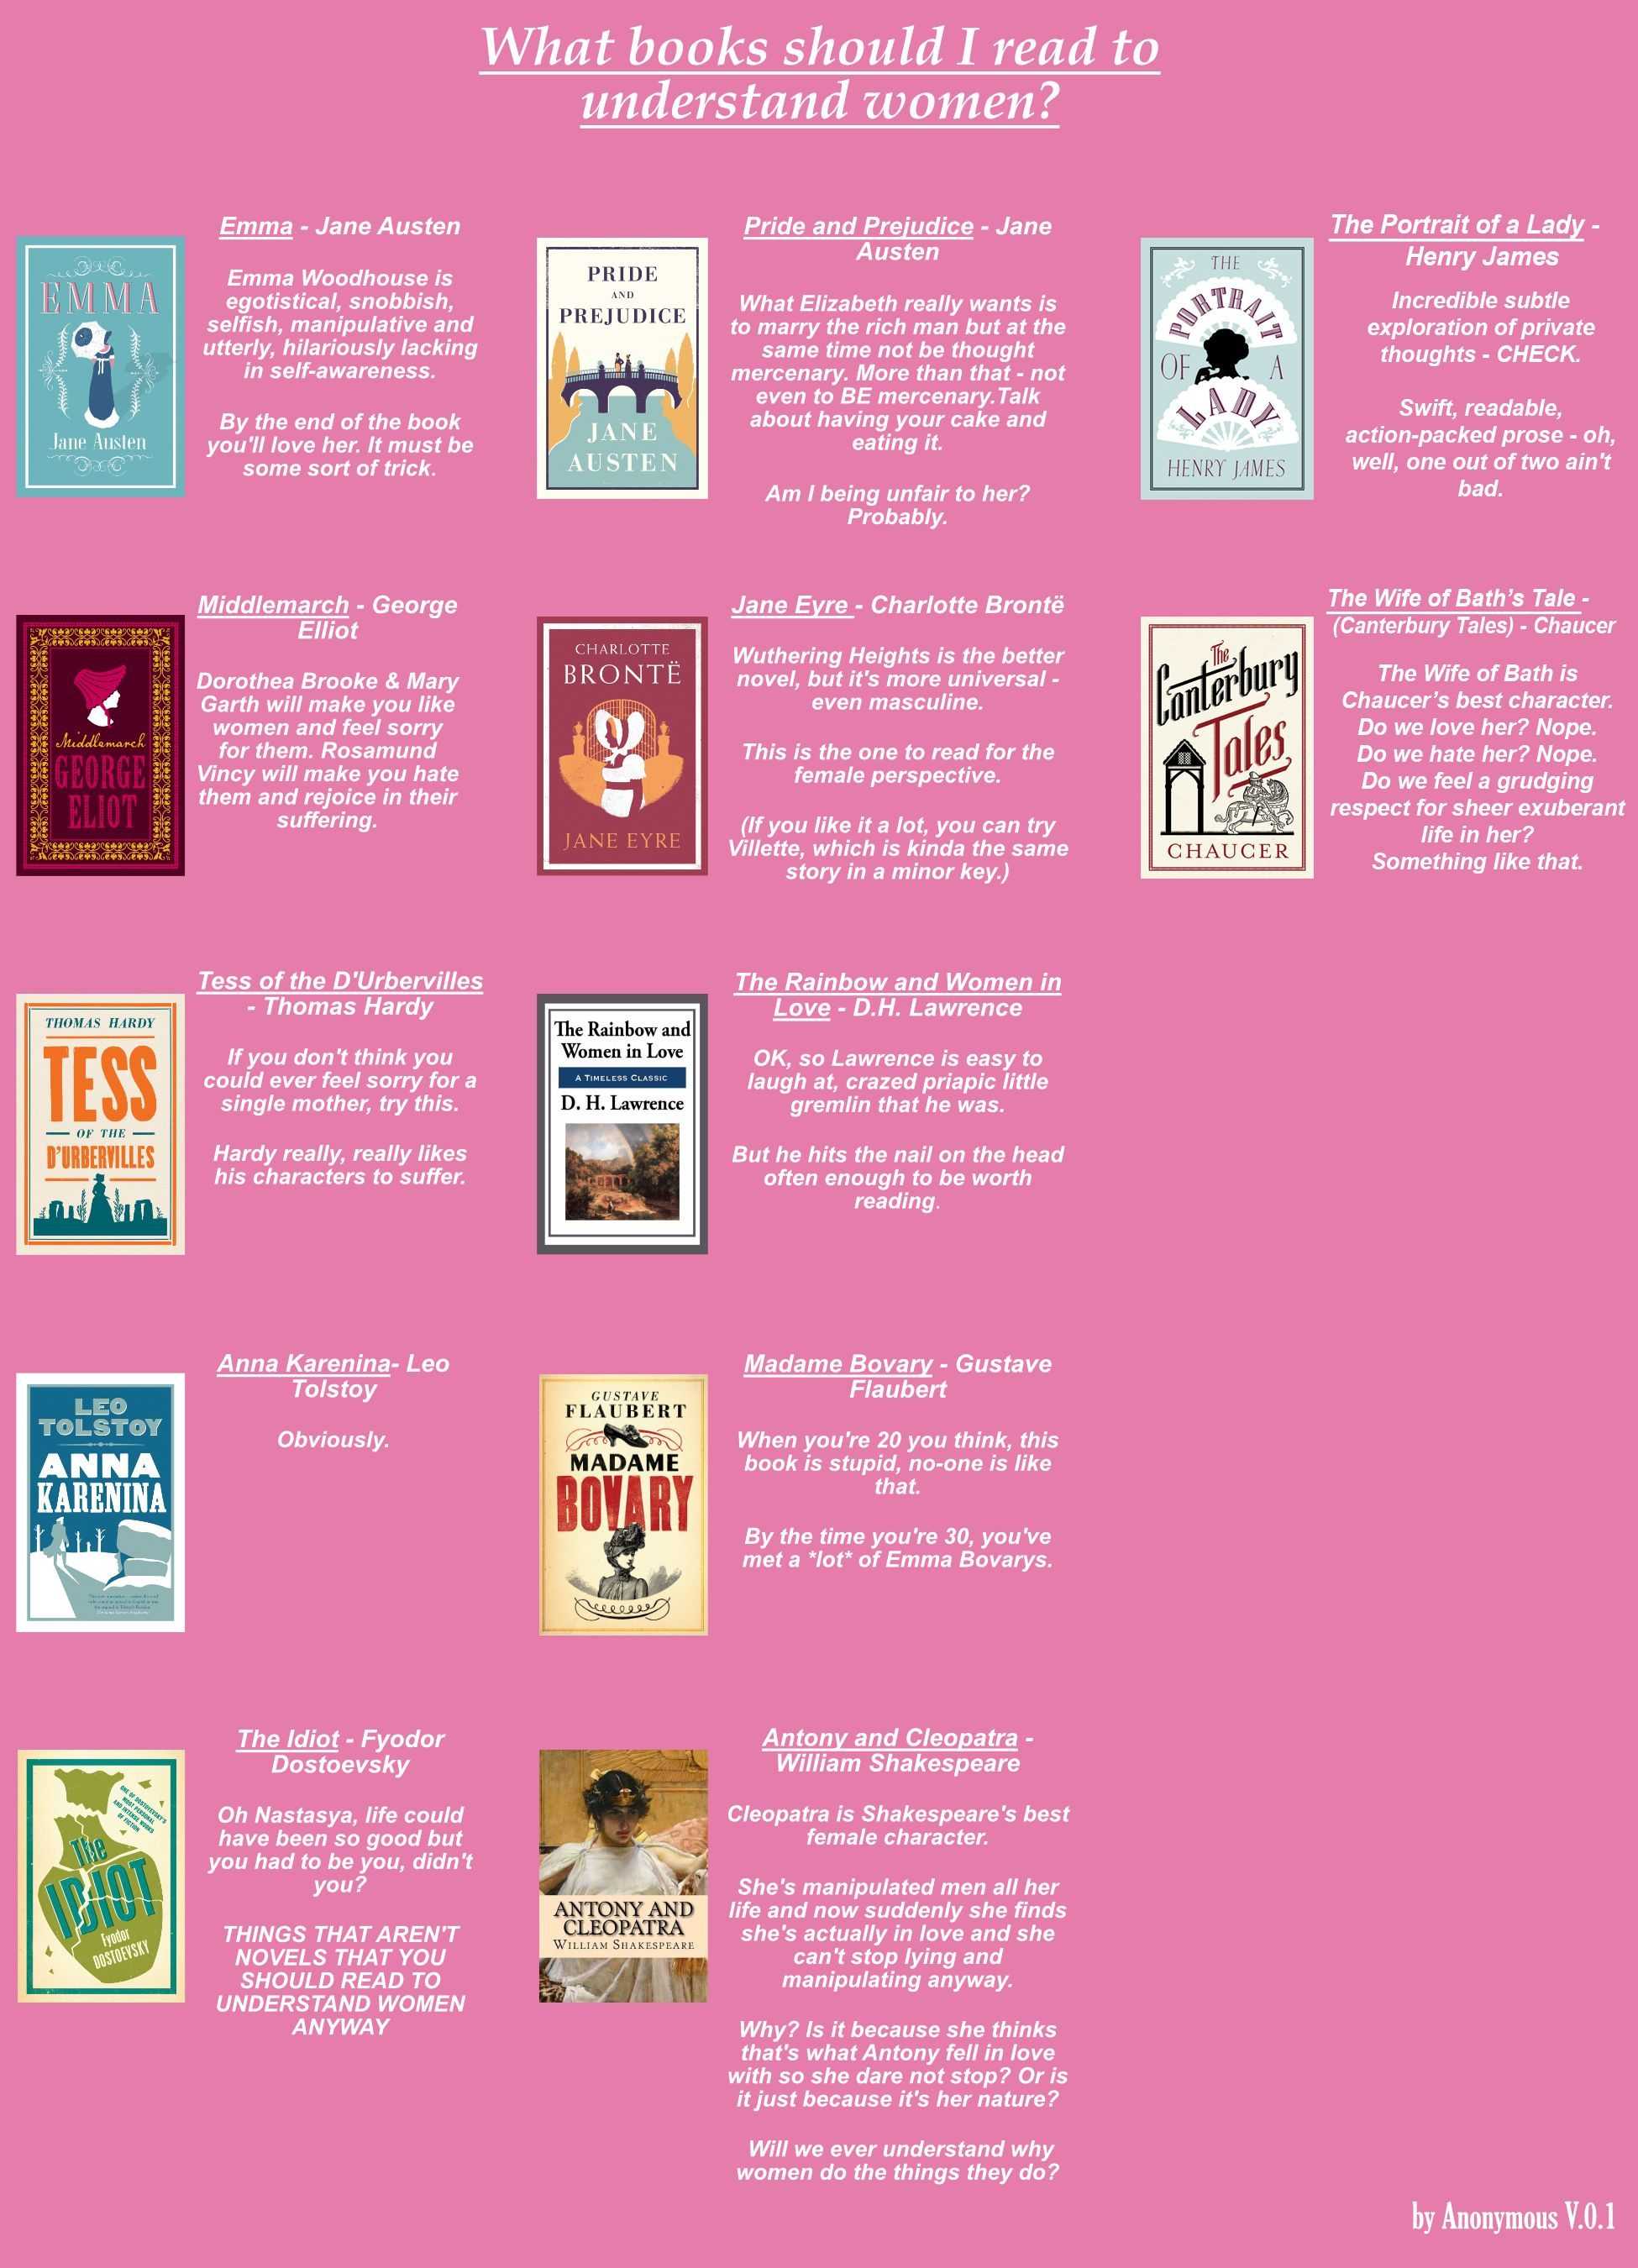 What books should I read to
understand women?
EMMA
Jane Austen
Emma - Jane Austen
Emma Woodhouse is
egotistical, snobbish,
selfish, manipulative and
utterly, hilariously lacking
in self-awareness.
By the end of the book
you'll love her. It must be
some sort of trick.
PRIDE
AND
PREJUDICE
JANE
AUSTEN
Pride and Prejudice - Jane
Austen
What Elizabeth really wants is
to marry the rich man but at the
same time not be thought
mercenary. More than that - not
even to BE mercenary.Talk
about having your cake and
eating it.
Am I being unfair to her?
Probably.
THE
PORTRAIT
OF A
LADY
HENRY JAMES
The Portrait of a Lady -
Henry James
Incredible subtle
exploration of private
thoughts - CHECK.
Swift, readable,
action-packed prose - oh,
well, one out of two ain't
bad.
Middlemarch
GEORGE
ELIOT
Middlemarch - George
Elliot
Dorothea Brooke & Mary
Garth will make you like
women and feel sorry
for them. Rosamund
Vincy will make you hate
them and rejoice in their
suffering.
CHARLOTTE
BRONTË
JANE EYRE
Jane Eyre - Charlotte Brontë
Wuthering Heights is the better
novel, but it's more universal -
even masculine.
This is the one to read for the
female perspective.
(If you like it a lot, you can try
Villette, which is kinda the same
story in a minor key.)
The
Canterbury
Tales
CHAUCER
The Wife of Bath’s Tale -
(Canterbury Tales) - Chaucer
The Wife of Bath is
Chaucer’s best character.
Do we love her? Nope.
Do we hate her? Nope.
Do we feel a grudging
respect for sheer exuberant
life in her?
Something like that.
THOMAS HARDY
TESS
OF THE
D'URBERVILLES
Tess of the D'Urbervilles
- Thomas Hardy
If you don't think you
could ever feel sorry for a
single mother, try this.
Hardy really, really likes
his characters to suffer.
The Rainbow and
Women in Love
A TIMELESS CLASSIC
D. H. Lawrence
The Rainbow and Women in
Love - D.H. Lawrence
OK, so Lawrence is easy to
laugh at, crazed priapic little
gremlin that he was.
But he hits the nail on the head
often enough to be worth
reading.
LEO
TOLSTOY
ANNA
KARENINA
Anna Karenina- Leo
Tolstoy
Obviously.
GUSTAVE
FLAUBERT
MADAME
BOVARY
Madame Bovary - Gustave
Flaubert
When you're 20 you think, this
book is stupid, no-one is like
that.
By the time you're 30, you've
met a *lot* of Emma Bovarys.
ONE OF DOSTOEVSKY'S
MOST PERSONAL
AND INTENSE WORKS
OF FICTION
The
IDIOT
Fyodor
DOSTOEVSKY
The Idiot - Fyodor
Dostoevsky
Oh Nastasya, life could
have been so good but
you had to be you, didn't
you?
THINGS THAT AREN'T
NOVELS THAT YOU
SHOULD READ TO
UNDERSTAND WOMEN
ANYWAY
ANTONY AND
CLEOPATRA
WILLIAM SHAKESPEARE
Antony and Cleopatra -
William Shakespeare
Cleopatra is Shakespeare's best
female character.
She's manipulated men all her
life and now suddenly she finds
she's actually in love and she
can't stop lying and
manipulating anyway.
Why? Is it because she thinks
that's what Antony fell in love
with so she dare not stop? Or is
it just because it's her nature?
Will we ever understand why
women do the things they do?
by Anonymous V.0.1